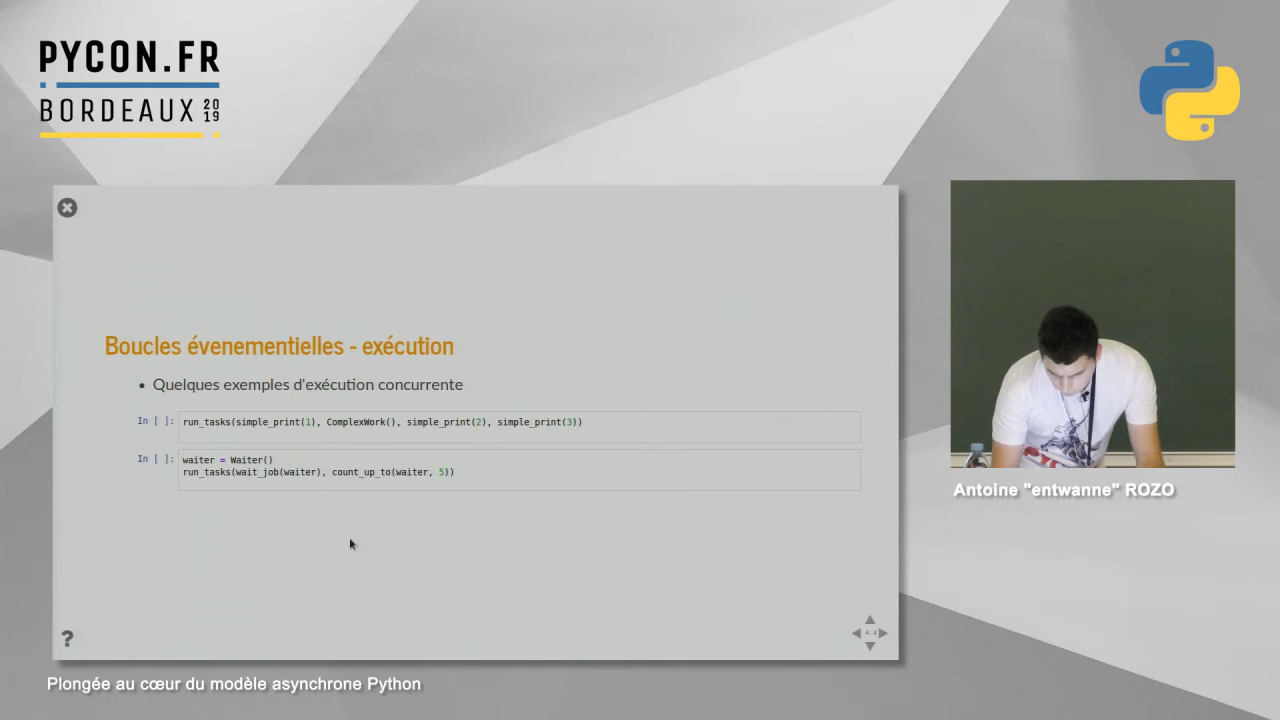 PYCON.FR
BORDEAUX 2019
Boucles évenementielles - exécution
• Quelques exemples d'exécution concurrente
In [ ]: run_tasks(simple_print(1), ComplexWork(), simple_print(2), simple_print(3))
In [ ]: waiter = Waiter()
run_tasks(wait_job(waiter), count_up_to(waiter, 5))
?
4.4
Antoine "entwanne" ROZO
Plongée au cœur du modèle asynchrone Python